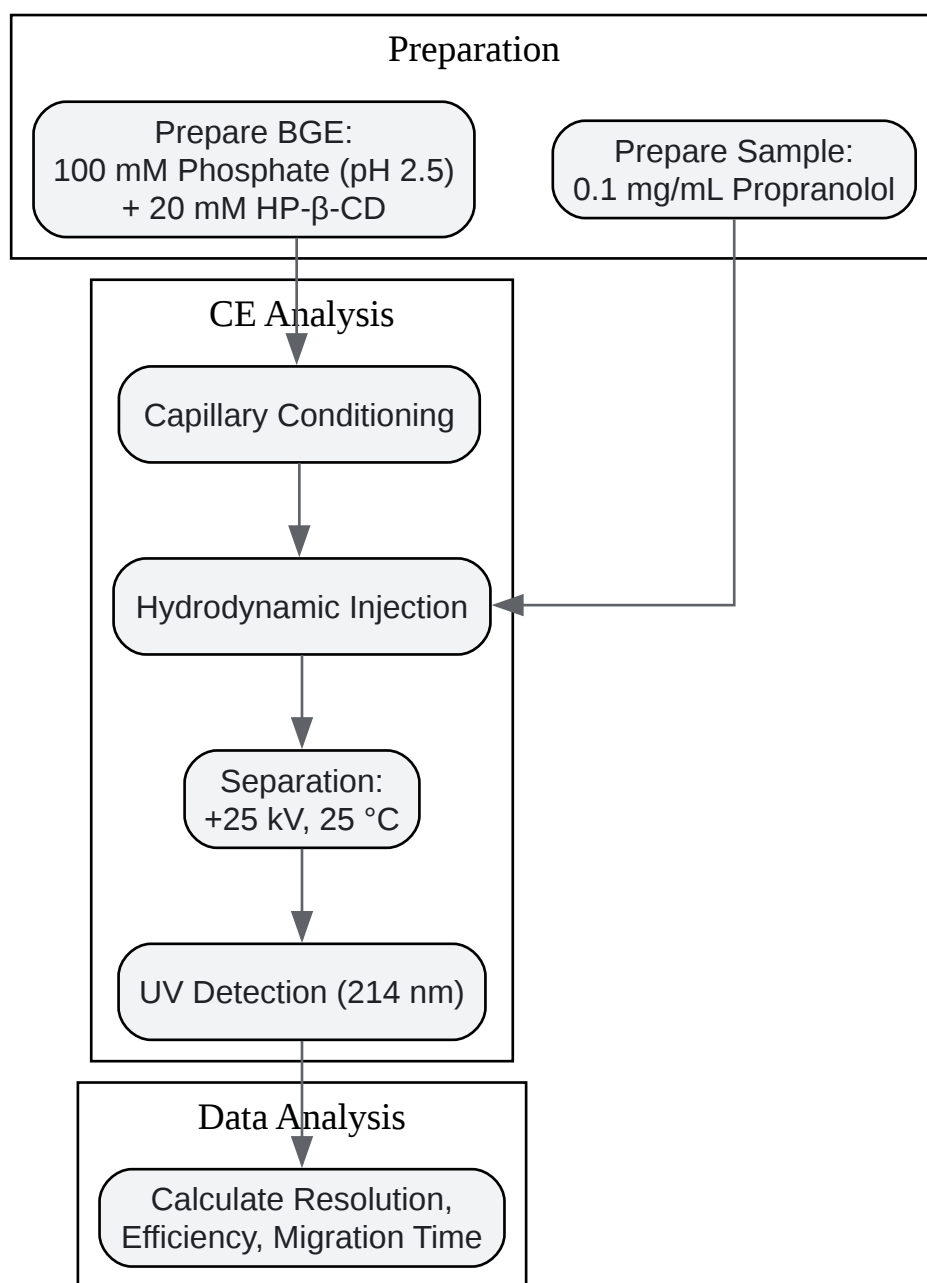 Preparation
Prepare BGE:
100 mM Phosphate (pH 2.5)
+ 20 mM HP-β-CD
Prepare Sample:
0.1 mg/mL Propranolol
CE Analysis
Capillary Conditioning
Hydrodynamic Injection
Separation:
+25 kV, 25 °C
UV Detection (214 nm)
Data Analysis
Calculate Resolution,
Efficiency, Migration Time